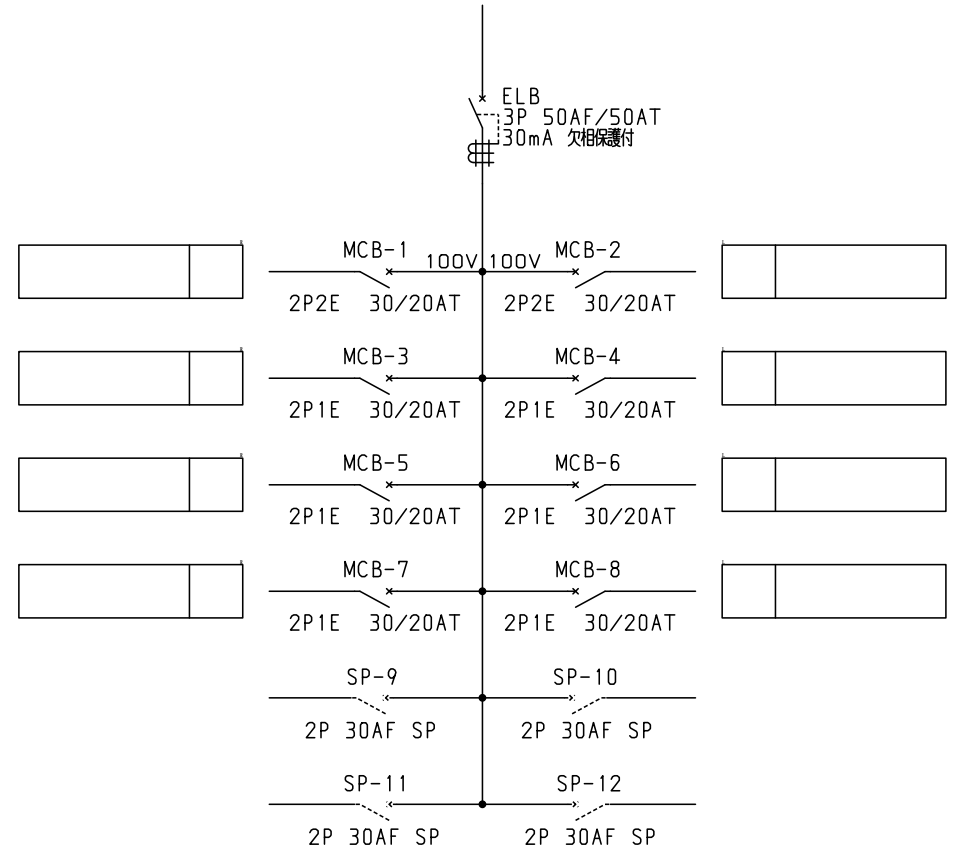 ELB
3P 50AF/50AT
30mA 欠相保護付
MCB-1
100V 100V
MCB-2
2P2E 30/20AT
2P2E 30/20AT
MCB-3
MCB-4
2P1E 30/20AT
2P1E 30/20AT
MCB-5
MCB-6
2P1E 30/20AT
2P1E 30/20AT
MCB-7
MCB-8
2P1E 30/20AT
2P1E 30/20AT
SP-9
SP-10
2P 30AF SP
2P 30AF SP
SP-11
SP-12
2P 30AF SP
2P 30AF SP